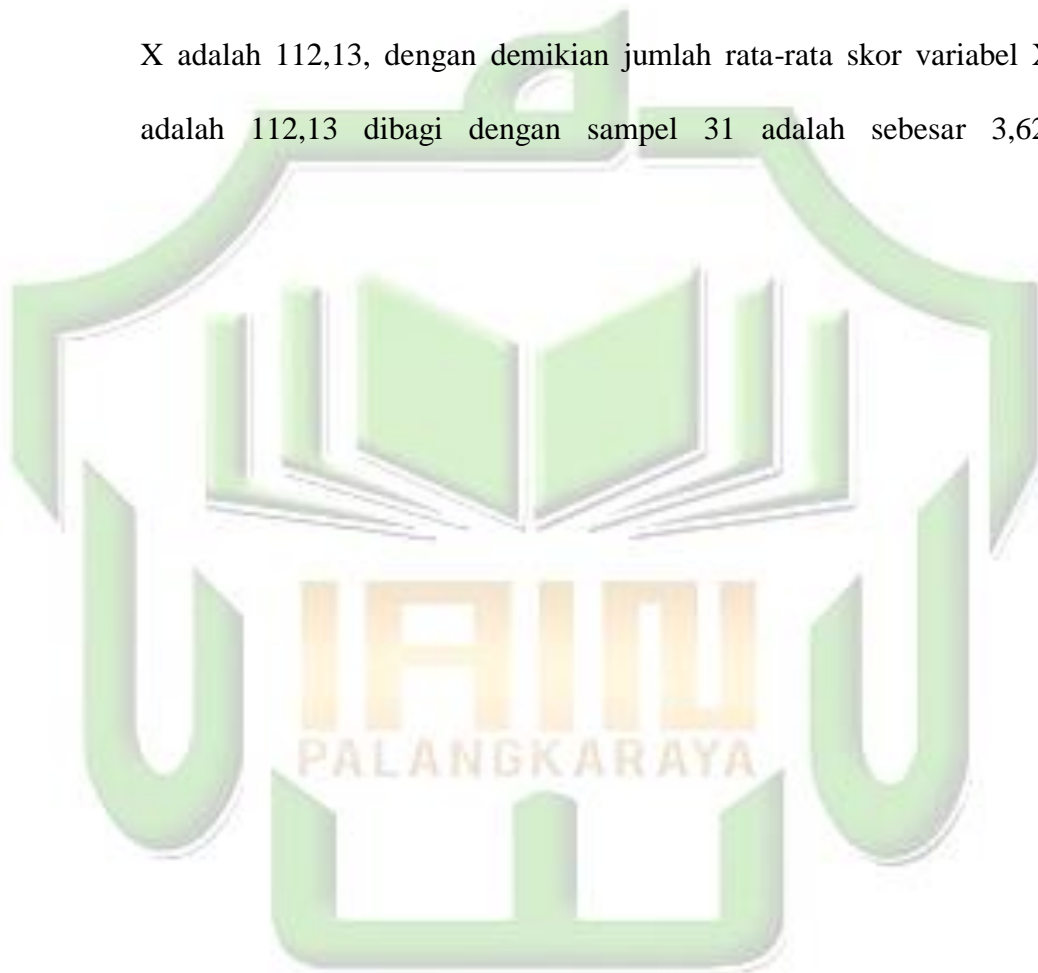 X adalah 112,13, dengan demikian jumlah rata-rata skor variabel X
adalah 112,13 dibagi dengan sampel 31 adalah sebesar 3,62
IAIN
PALANGKARAYA